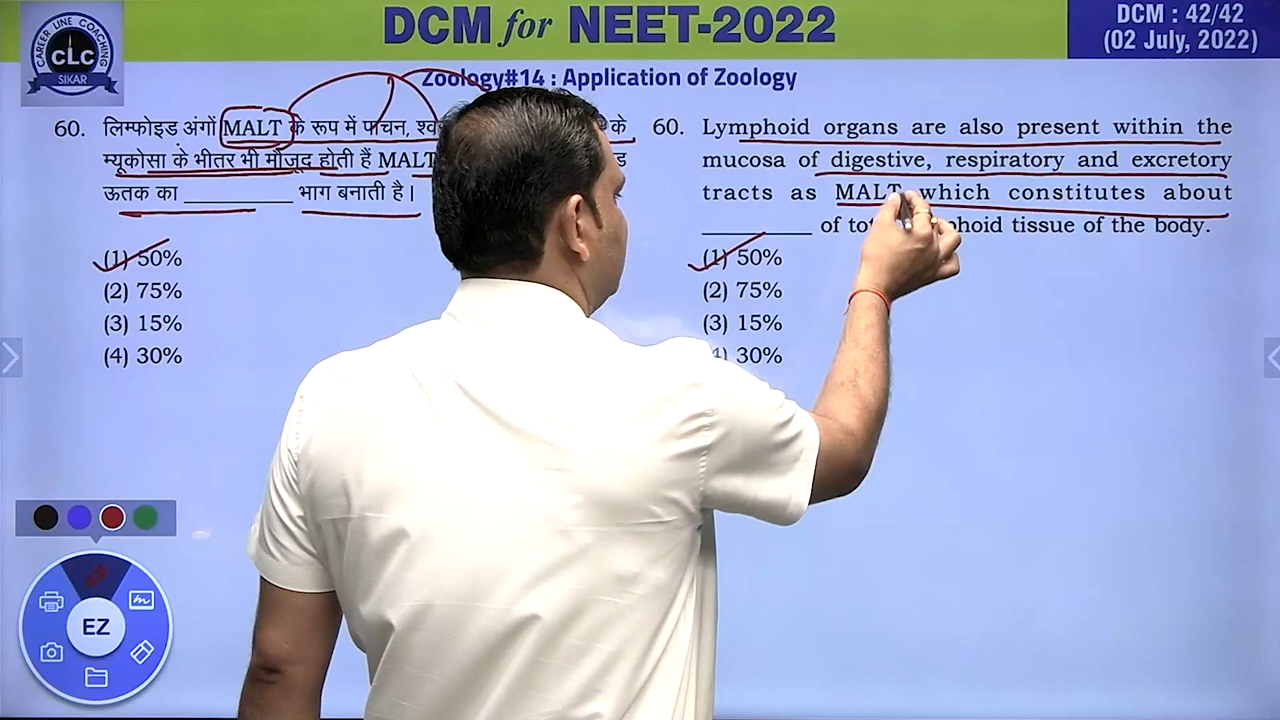 DCM for NEET-2022
DCM : 42/42
(02 July, 2022)
CAREER LINE COACHING
CLC
SIKAR
Zoology#14 : Application of Zoology
60. लिम्फोइड अंगों MALT के रूप में पाचन, के
म्यूकोसा के भीतर भी मौजूद होती हैं MALT
ऊतक का __________ भाग बनाती है।
(1) 50%
(2) 75%
(3) 15%
(4) 30%
60. Lymphoid organs are also present within the
mucosa of digestive, respiratory and excretory
tracts as MALT which constitutes about
__________ of tissue of the body.
(1) 50%
(2) 75%
(3) 15%
30%
EZ